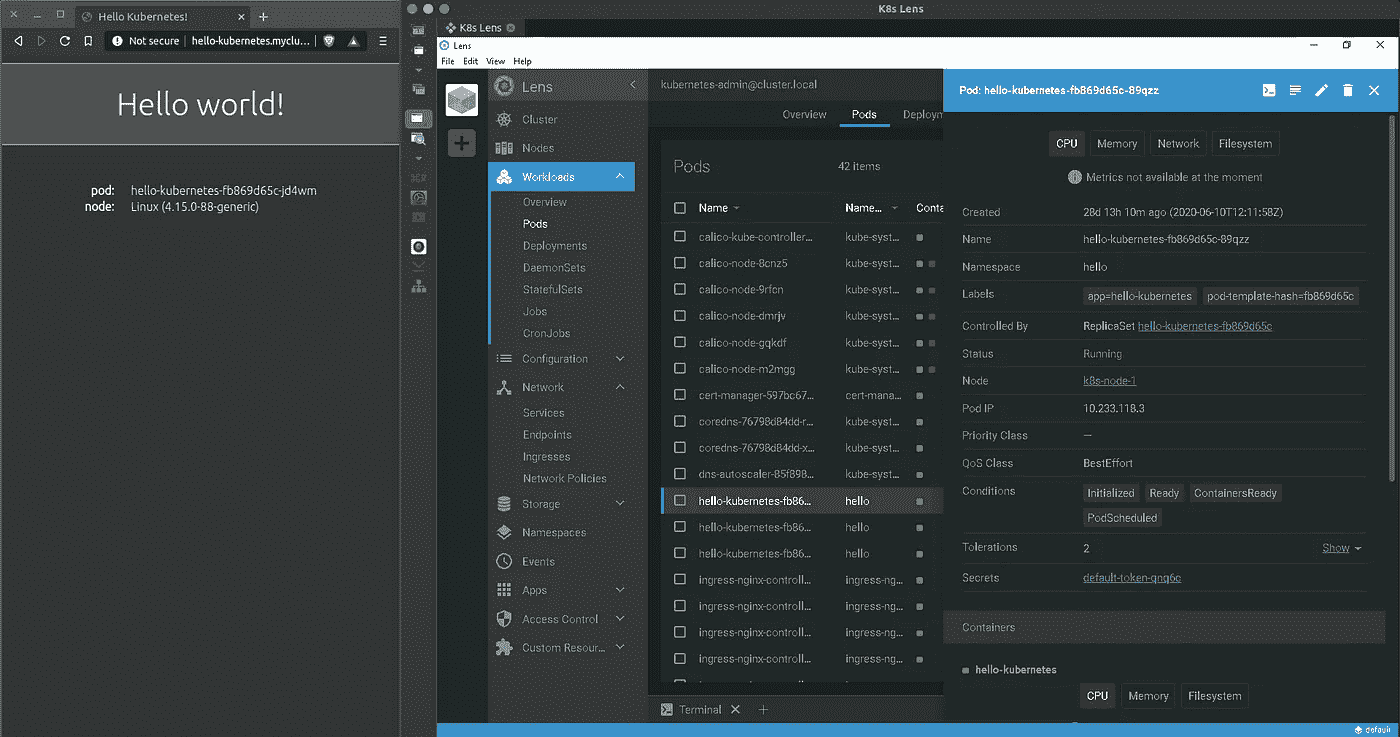 Hello Kubernetes!
Not secure | hello-kubernetes.myclu...
Hello world!
pod: hello-kubernetes-fb869d65c-jd4wm
node: Linux (4.15.0-88-generic)
K8s Lens
K8s Lens
Lens
File Edit View Help
Lens
Cluster
Nodes
Workloads
Overview
Pods
Deployments
DaemonSets
StatefulSets
Jobs
CronJobs
Configuration
Network
Services
Endpoints
Ingresses
Network Policies
Storage
Namespaces
Events
Apps
Access Control
Custom Resour...
kubernetes-admin@cluster.local
Overview Pods Deploym
Pods 42 items
Name Name... Conta
calico-kube-controller... kube-syst...
calico-node-8cnz5 kube-syst...
calico-node-9rfcn kube-syst...
calico-node-dmrjv kube-syst...
calico-node-gqkdf kube-syst...
calico-node-m2mgg kube-syst...
cert-manager-597bc67... cert-mana...
coredns-76798d84dd-r... kube-syst...
coredns-76798d84dd-x... kube-syst...
dns-autoscaler-85f898... kube-syst...
hello-kubernetes-fb86... hello
hello-kubernetes-fb86... hello
hello-kubernetes-fb86... hello
ingress-nginx-controll... ingress-ng...
ingress-nginx-controll... ingress-ng...
ingress-nginx-controll... ingress-ng...
ingress-nginx-controll... ingress-ng...
Terminal
Pod: hello-kubernetes-fb869d65c-89qzz
CPU Memory Network Filesystem
Metrics not available at the moment
Created 28d 13h 10m ago (2020-06-10T12:11:58Z)
Name hello-kubernetes-fb869d65c-89qzz
Namespace hello
Labels app=hello-kubernetes pod-template-hash=fb869d65c
Controlled By ReplicaSet hello-kubernetes-fb869d65c
Status Running
Node k8s-node-1
Pod IP 10.233.118.3
Priority Class —
QoS Class BestEffort
Conditions Initialized Ready ContainersReady
PodScheduled
Tolerations 2 Show
Secrets default-token-qnq6c
Containers
hello-kubernetes
CPU Memory Filesystem
default